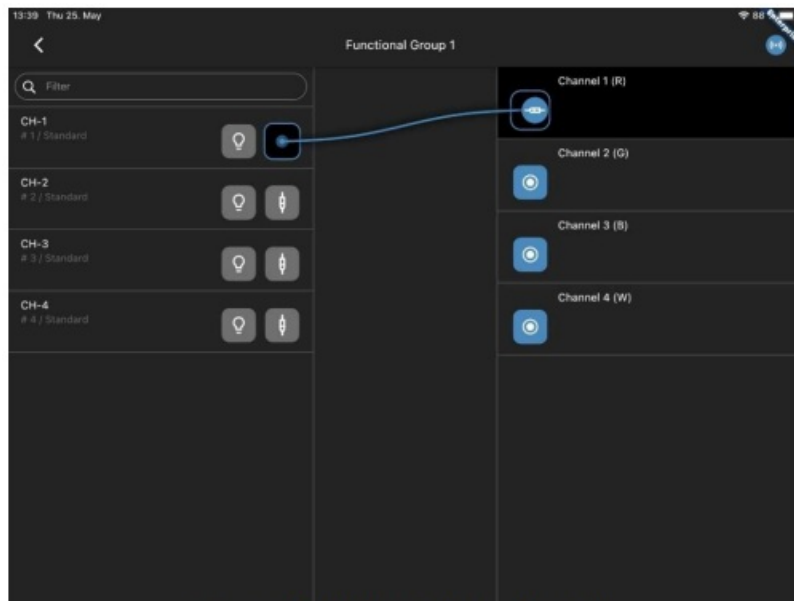 13:39 Thu 25. May
88
Functional Group 1
Filter
CH-1
# 1 / Standard
CH-2
# 2 / Standard
CH-3
# 3 / Standard
CH-4
# 4 / Standard
Channel 1 (R)
Channel 2 (G)
Channel 3 (B)
Channel 4 (W)